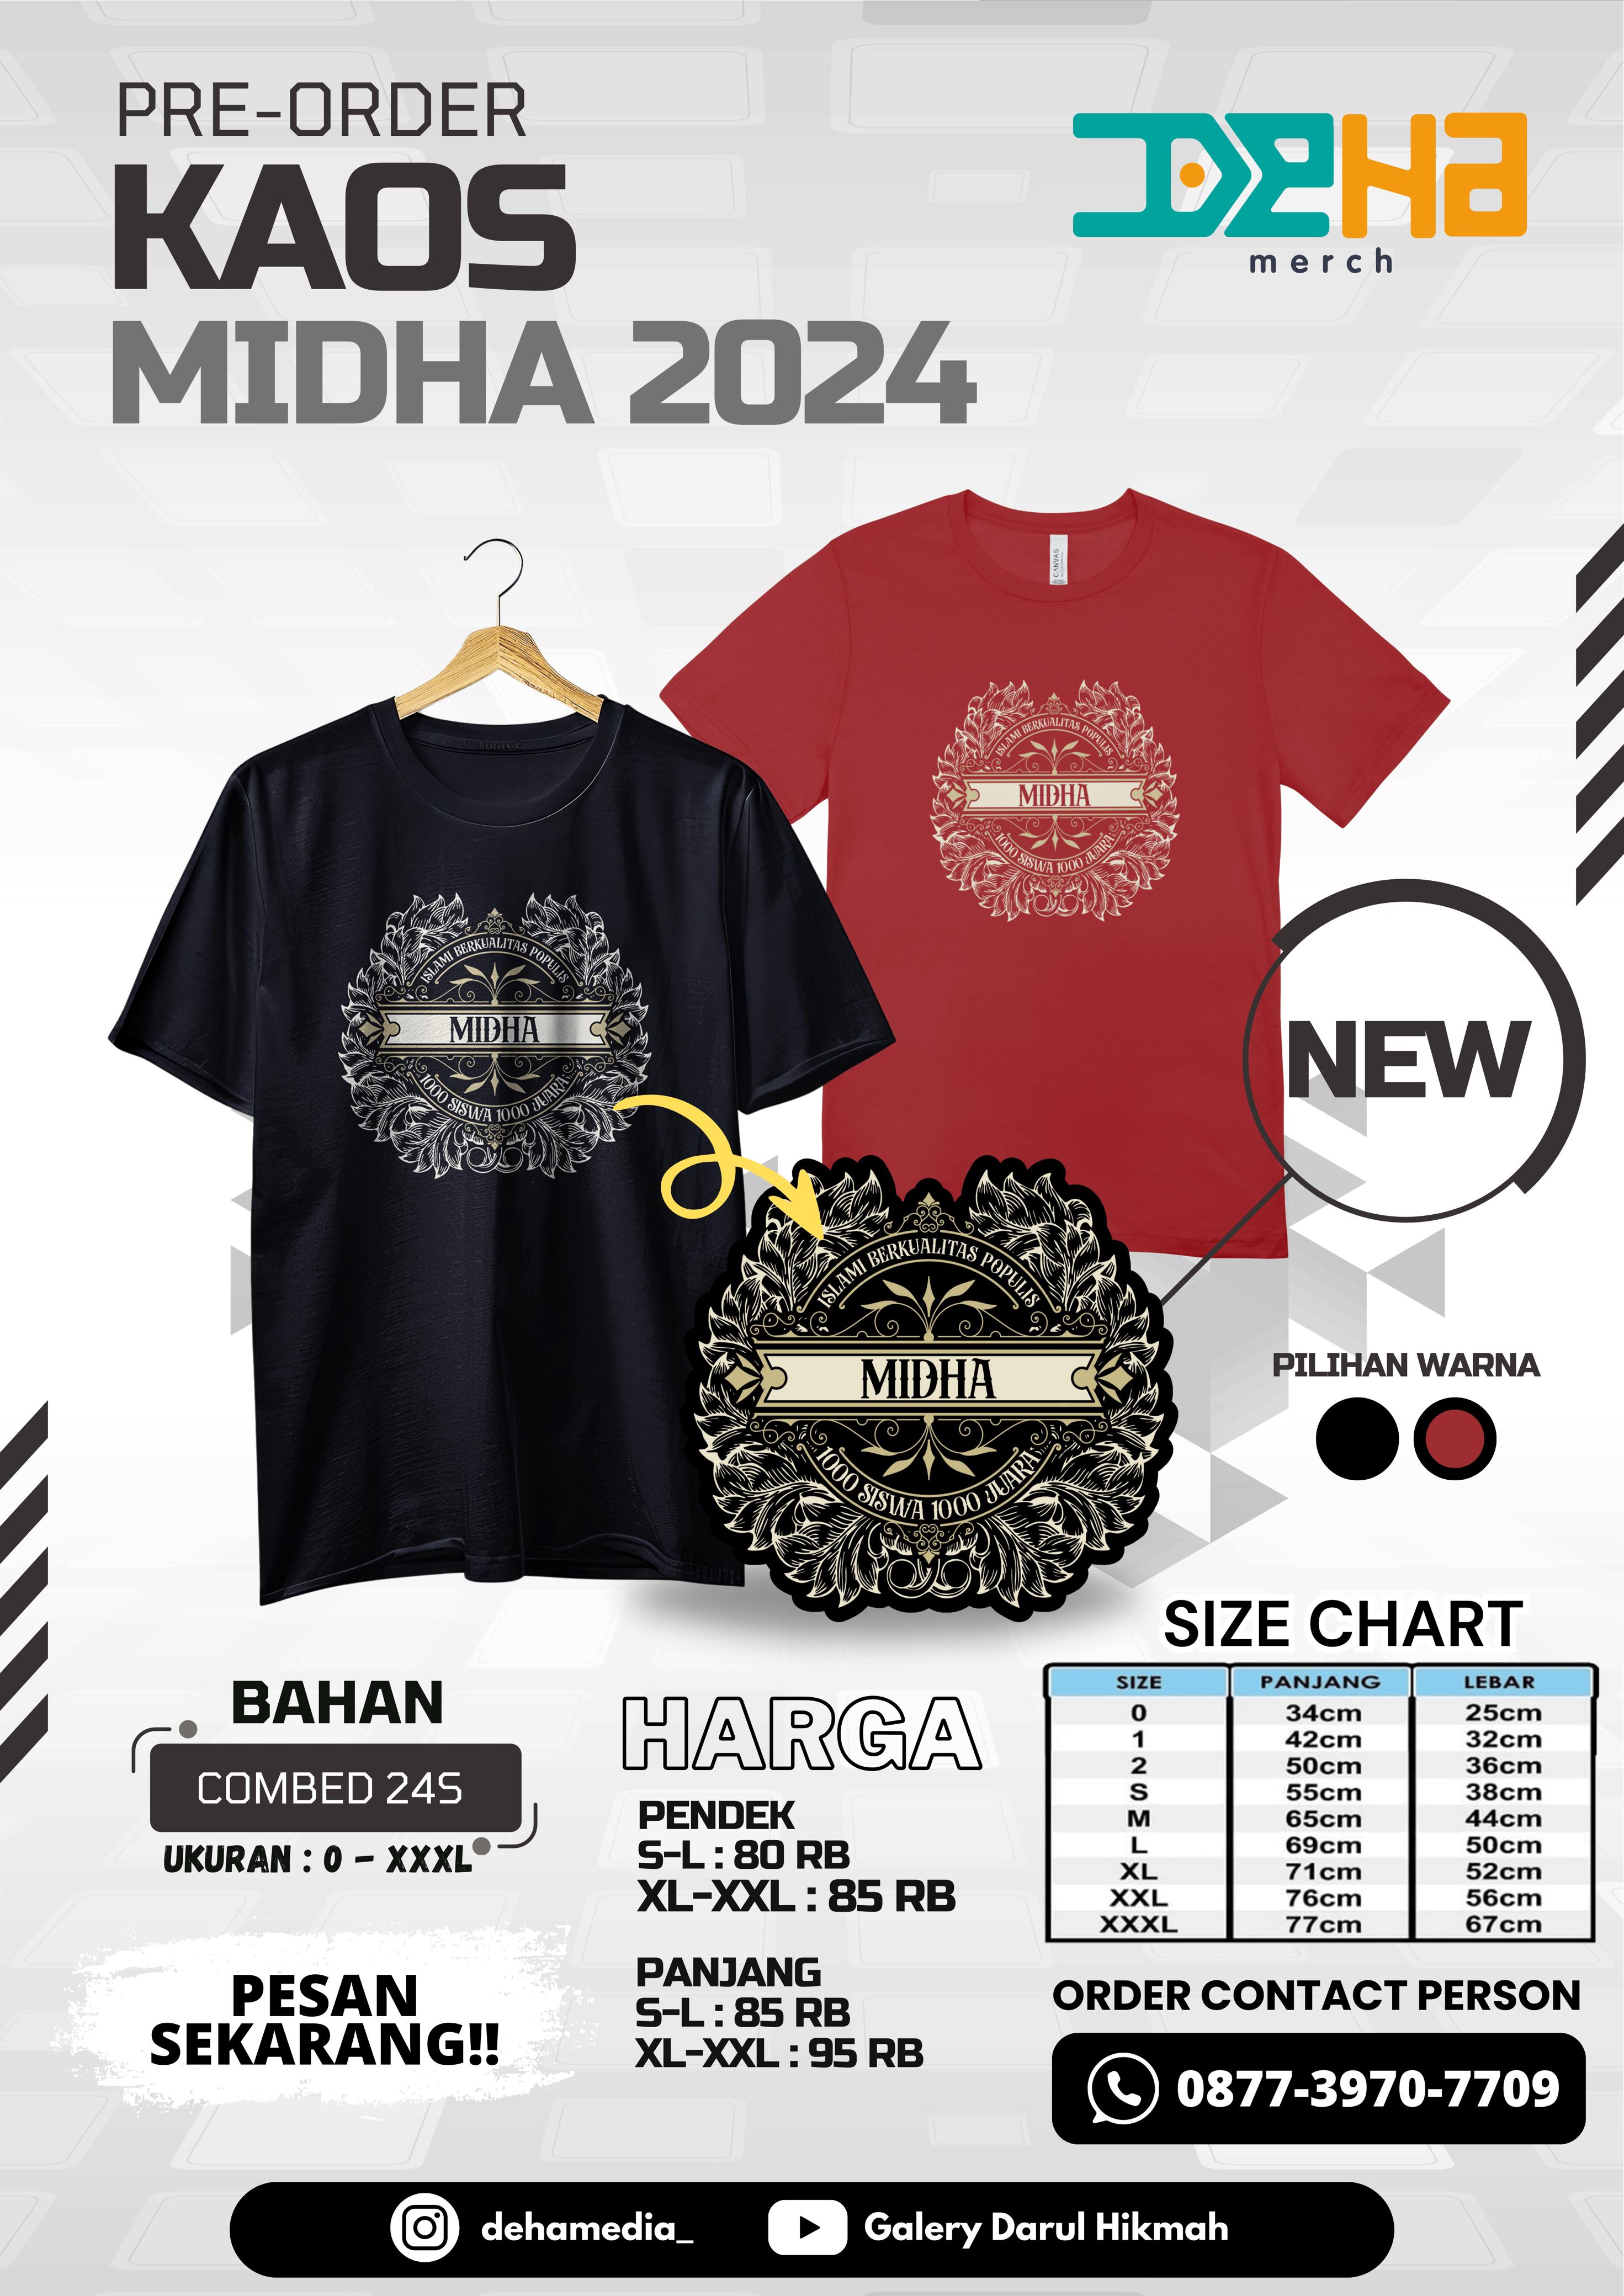 PRE-ORDER
KAOS
MIDHA 2024
DEHA
merch
CANVAS
ISLAMI BERKUALITAS POPULIS
MIDHA
1000 SISWA 1000 JUARA
ISLAMI BERKUALITAS POPULIS
MIDHA
1000 SISWA 1000 JUARA
NEW
ISLAMI BERKUALITAS POPULIS
MIDHA
1000 SISWA 1000 JUARA
PILIHAN WARNA
BAHAN
COMBED 24S
UKURAN : 0 - XXXL
PESAN
SEKARANG!!
HARGA
PENDEK
S-L : 80 RB
XL-XXL : 85 RB
PANJANG
S-L : 85 RB
XL-XXL : 95 RB
SIZE CHART
SIZE PANJANG LEBAR
0 34cm 25cm
1 42cm 32cm
2 50cm 36cm
S 55cm 38cm
M 65cm 44cm
L 69cm 50cm
XL 71cm 52cm
XXL 76cm 56cm
XXXL 77cm 67cm
ORDER CONTACT PERSON
0877-3970-7709
dehamedia_
Galery Darul Hikmah